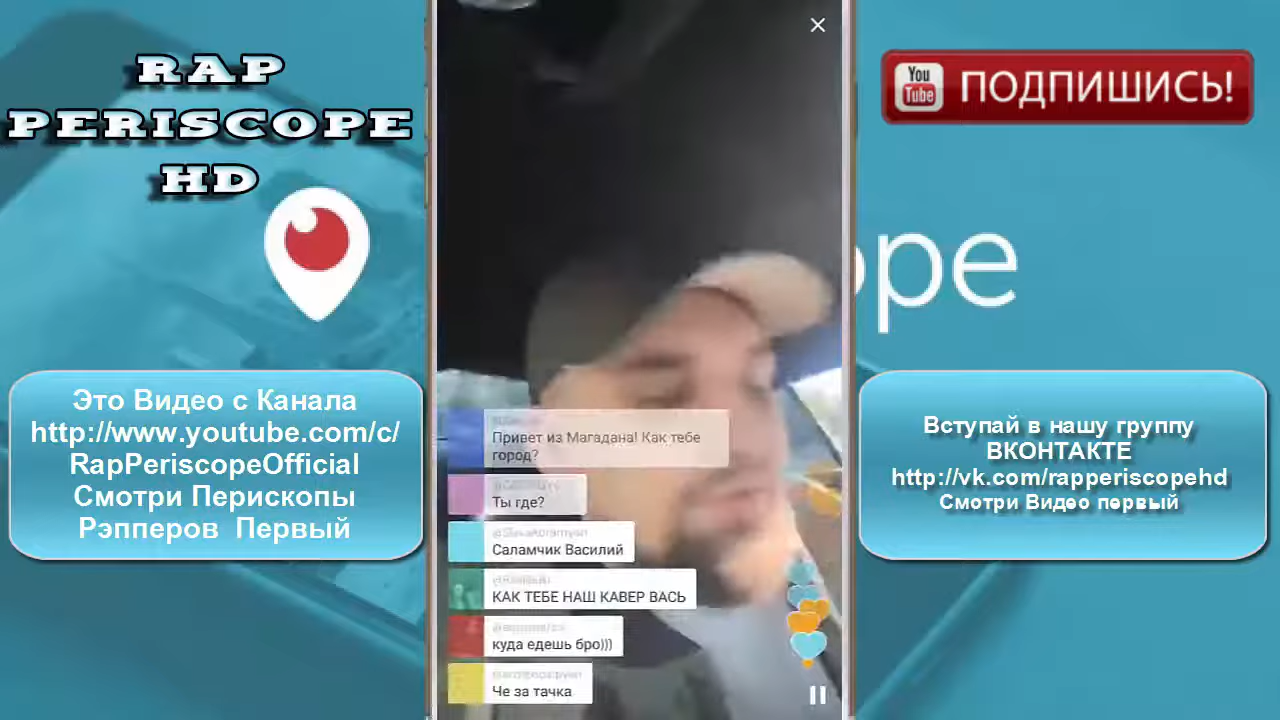 RAP
PERISCOPE
HD
Это Видео с Канала
http://www.youtube.com/c/
RapPeriscopeOfficial
Смотри Перископы
Рэпперов Первый
Привет из Магадана! Как тебе
город?
Ты где?
Саламчик Василий
КАК ТЕБЕ НАШ КАВЕР ВАСЬ
куда едешь бро)))
Че за тачка
You
Tube
ПОДПИШИСЬ!
ope
Вступай в нашу группу
ВКОНТАКТЕ
http://vk.com/rapperiscopehd
Смотри Видео первый